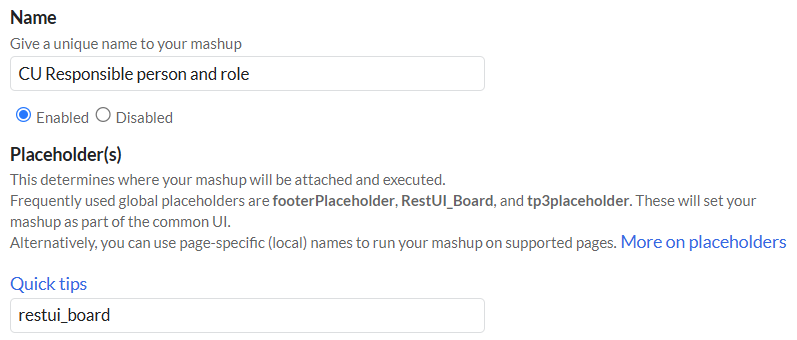 Name
Give a unique name to your mashup
CU Responsible person and role
Enabled Disabled
Placeholder(s)
This determines where your mashup will be attached and executed.
Frequently used global placeholders are footerPlaceholder, RestUI_Board, and tp3placeholder. These will set your
mashup as part of the common UI.
Alternatively, you can use page-specific (local) names to run your mashup on supported pages. More on placeholders
Quick tips
restui_board